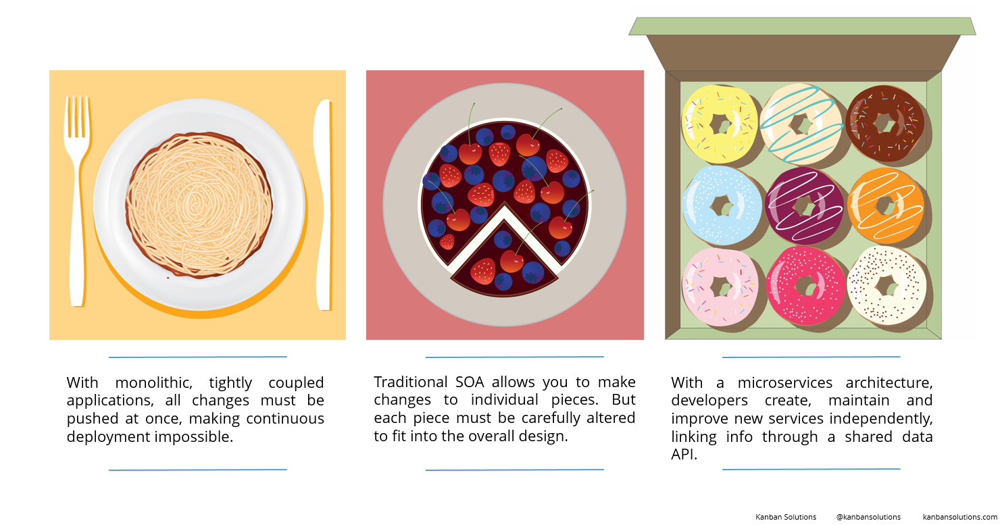 With monolithic, tightly coupled
applications, all changes must be
pushed at once, making continuous
deployment impossible.
Traditional SOA allows you to make
changes to individual pieces. But
each piece must be carefully altered
to fit into the overall design.
With a microservices architecture,
developers create, maintain and
improve new services independently,
linking info through a shared data
API.
Kanban Solutions @kanbansolutions kanbansolutions.com